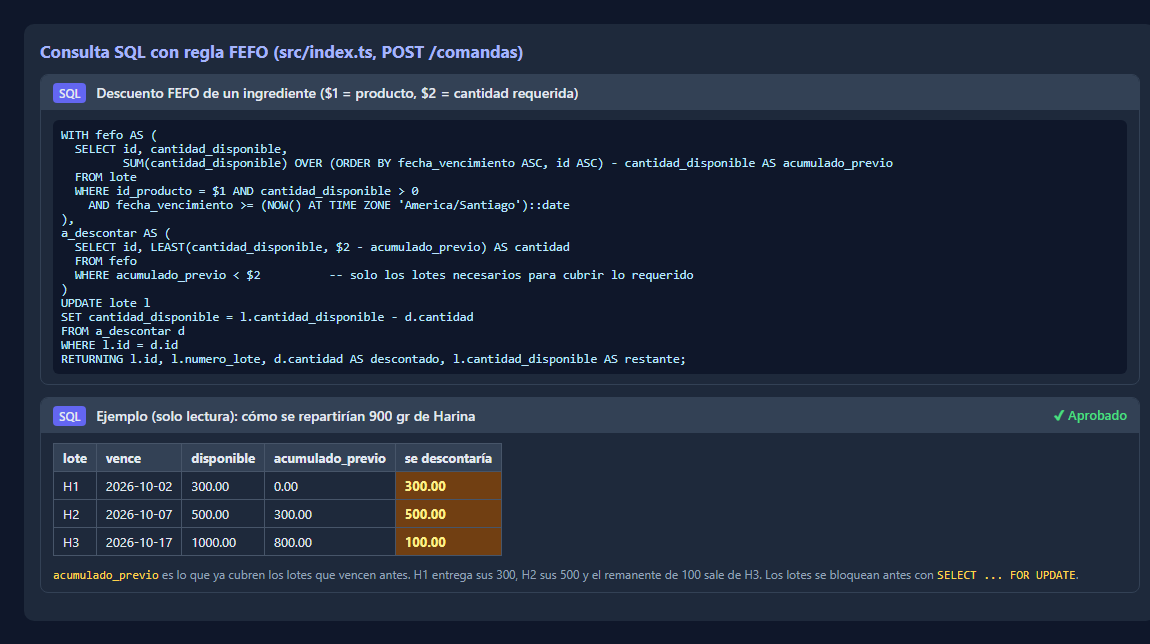 Consulta SQL con regla FEFO (src/index.ts, POST /comandas)
SQL Descuento FEFO de un ingrediente ($1 = producto, $2 = cantidad requerida)
WITH fefo AS (
  SELECT id, cantidad_disponible,
         SUM(cantidad_disponible) OVER (ORDER BY fecha_vencimiento ASC, id ASC) - cantidad_disponible AS acumulado_previo
  FROM lote
  WHERE id_producto = $1 AND cantidad_disponible > 0
    AND fecha_vencimiento >= (NOW() AT TIME ZONE 'America/Santiago')::date
),
a_descontar AS (
  SELECT id, LEAST(cantidad_disponible, $2 - acumulado_previo) AS cantidad
  FROM fefo
  WHERE acumulado_previo < $2          -- solo los lotes necesarios para cubrir lo requerido
)
UPDATE lote l
SET cantidad_disponible = l.cantidad_disponible - d.cantidad
FROM a_descontar d
WHERE l.id = d.id
RETURNING l.id, l.numero_lote, d.cantidad AS descontado, l.cantidad_disponible AS restante;
SQL Ejemplo (solo lectura): cómo se repartirían 900 gr de Harina ✓ Aprobado
lote vence disponible acumulado_previo se descontaría
H1 2026-10-02 300.00 0.00 300.00
H2 2026-10-07 500.00 300.00 500.00
H3 2026-10-17 1000.00 800.00 100.00
acumulado_previo es lo que ya cubren los lotes que vencen antes. H1 entrega sus 300, H2 sus 500 y el remanente de 100 sale de H3. Los lotes se bloquean antes con SELECT ... FOR UPDATE.